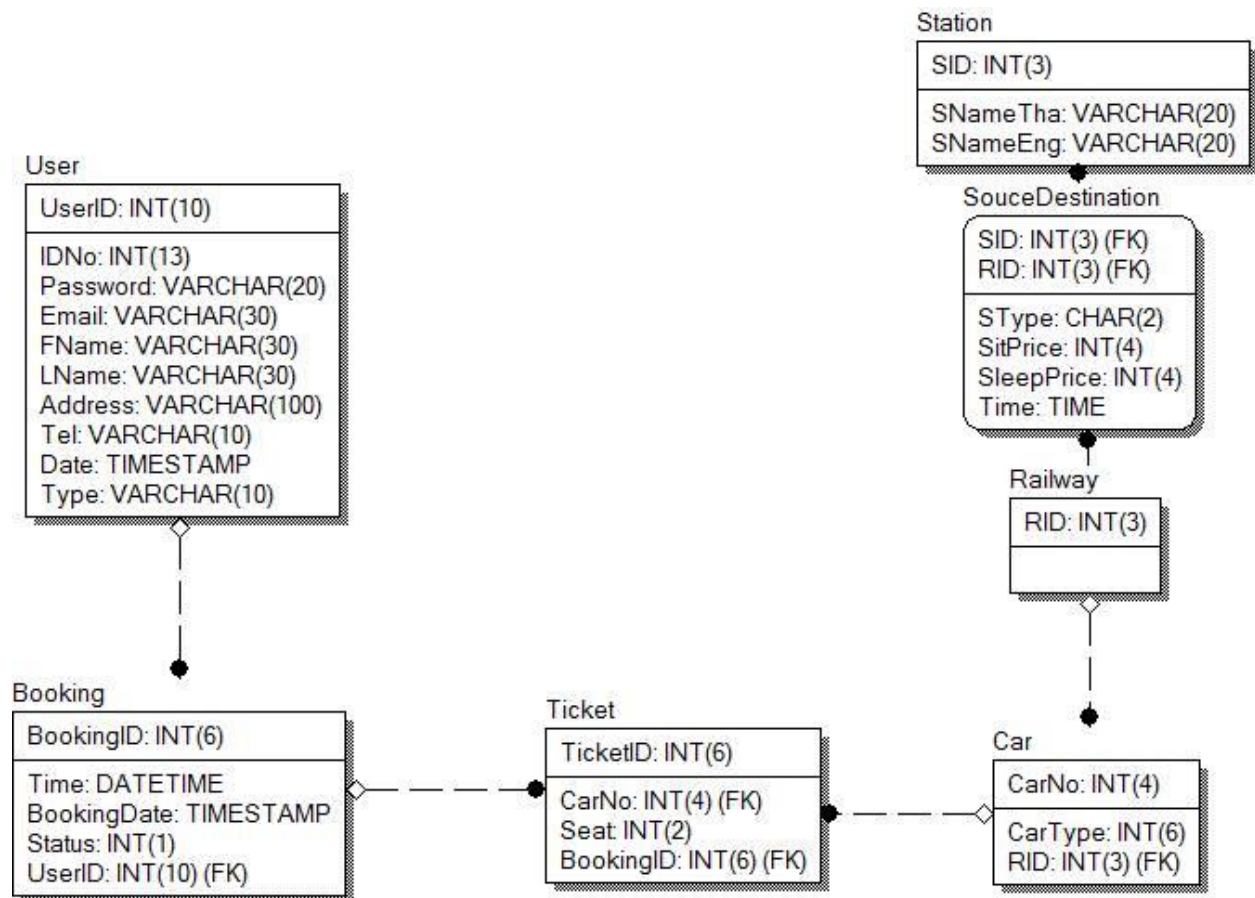 Station
SID: INT(3)
SNameTha: VARCHAR(20)
SNameEng: VARCHAR(20)
User
UserID: INT(10)
IDNo: INT(13)
Password: VARCHAR(20)
Email: VARCHAR(30)
FName: VARCHAR(30)
LName: VARCHAR(30)
Address: VARCHAR(100)
Tel: VARCHAR(10)
Date: TIMESTAMP
Type: VARCHAR(10)
SouceDestination
SID: INT(3) (FK)
RID: INT(3) (FK)
SType: CHAR(2)
SitPrice: INT(4)
SleepPrice: INT(4)
Time: TIME
Railway
RID: INT(3)
Booking
BookingID: INT(6)
Time: DATETIME
BookingDate: TIMESTAMP
Status: INT(1)
UserID: INT(10) (FK)
Ticket
TicketID: INT(6)
CarNo: INT(4) (FK)
Seat: INT(2)
BookingID: INT(6) (FK)
Car
CarNo: INT(4)
CarType: INT(6)
RID: INT(3) (FK)